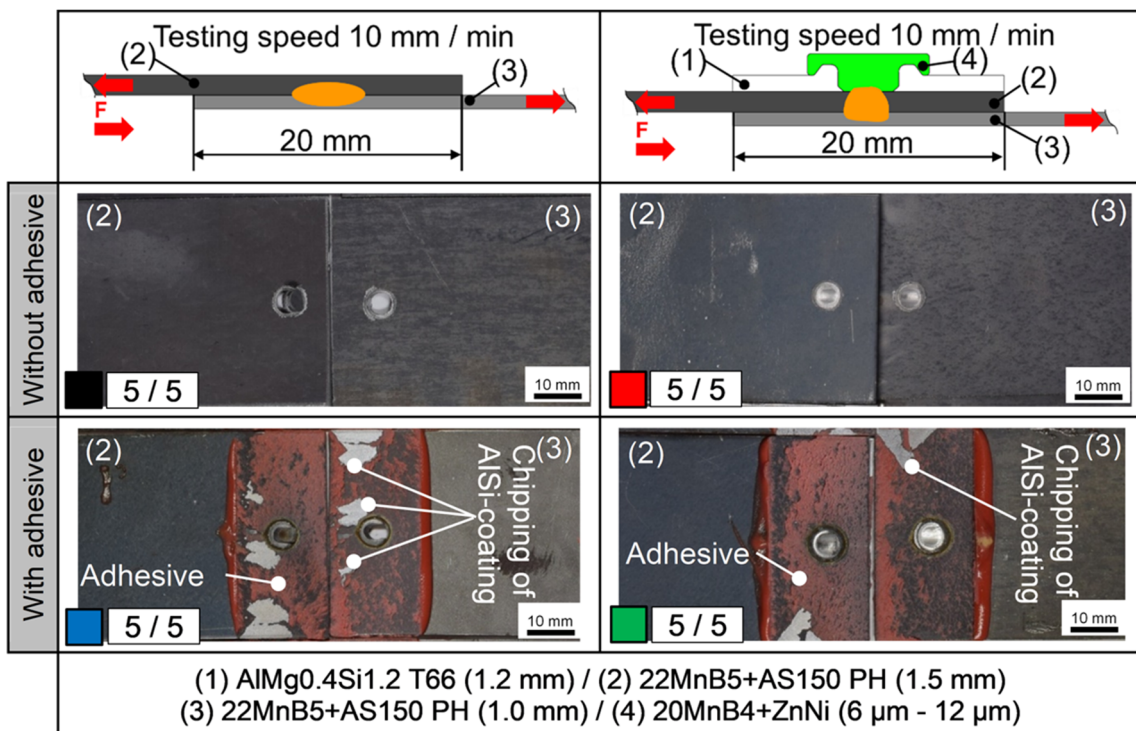 Testing speed 10 mm / min
(2)
(3)
F
20 mm
Testing speed 10 mm / min
(1)
(4)
(2)
F
20 mm
(3)
Without adhesive
(2)
(3)
5 / 5
10 mm
(2)
(3)
5 / 5
10 mm
With adhesive
(2)
(3)
Chipping of
AlSi-coating
Adhesive
5 / 5
10 mm
(2)
(3)
Chipping of
AlSi-coating
Adhesive
5 / 5
10 mm
(1) AlMg0.4Si1.2 T66 (1.2 mm) / (2) 22MnB5+AS150 PH (1.5 mm)
(3) 22MnB5+AS150 PH (1.0 mm) / (4) 20MnB4+ZnNi (6 µm - 12 µm)